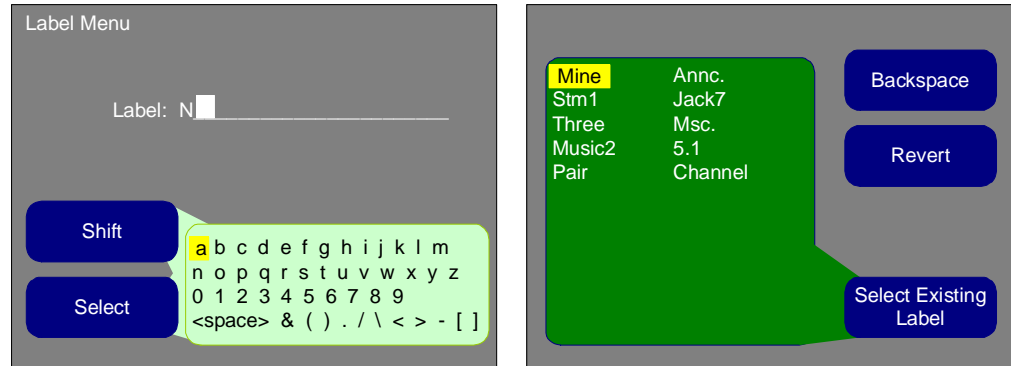 Label Menu
Label: N_______________________
Shift
Select
a b c d e f g h i j k l m
n o p q r s t u v w x y z
0 1 2 3 4 5 6 7 8 9
<space> & ( ) . / \ < > - [ ]
Mine Annc.
Stm1 Jack7
Three Msc.
Music2 5.1
Pair Channel
Backspace
Revert
Select Existing
Label